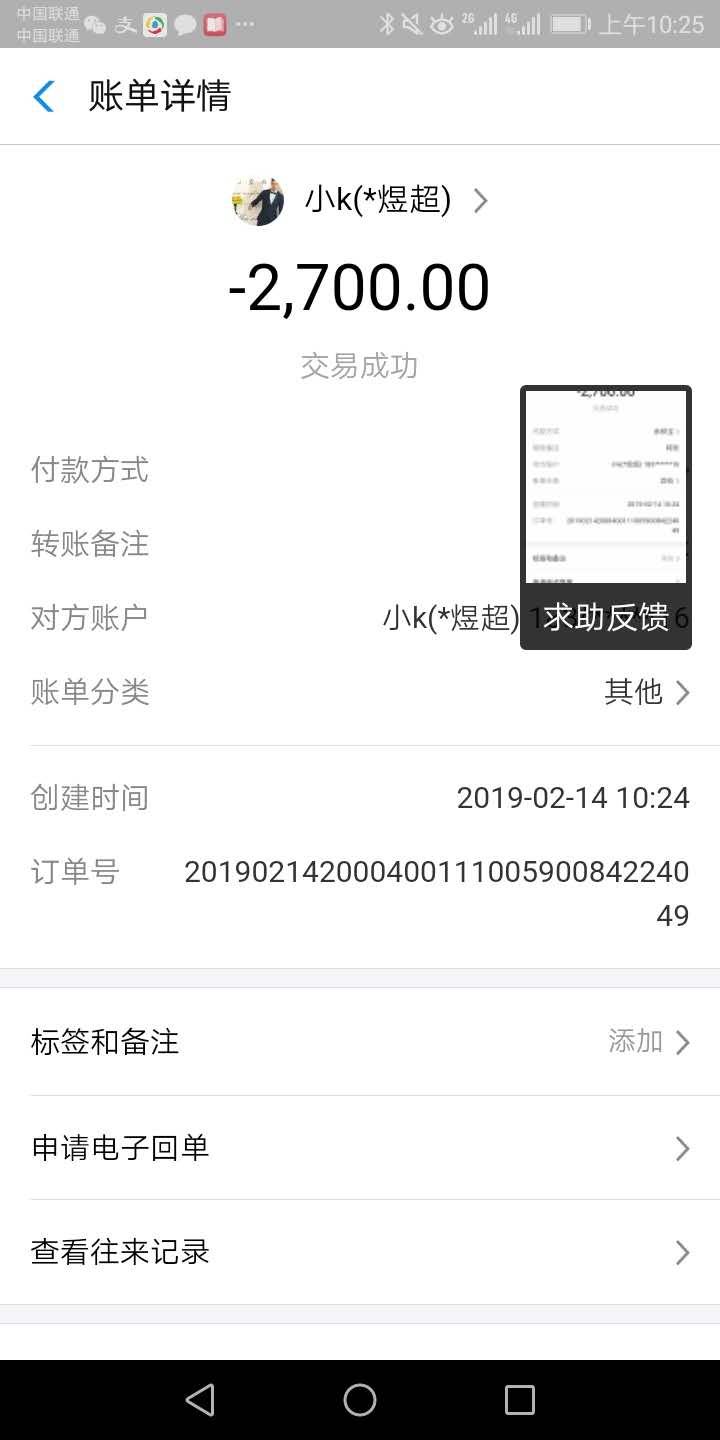 中国联通
中国联通
支
2G
4G
上午10:25
账单详情
小k(*煜超)
-2,700.00
交易成功
付款方式
转账备注
对方账户 小k(*煜超) 1 6
求助反馈
账单分类 其他
创建时间 2019-02-14 10:24
订单号 201902142000400111005900842240
49
标签和备注 添加
申请电子回单
查看往来记录